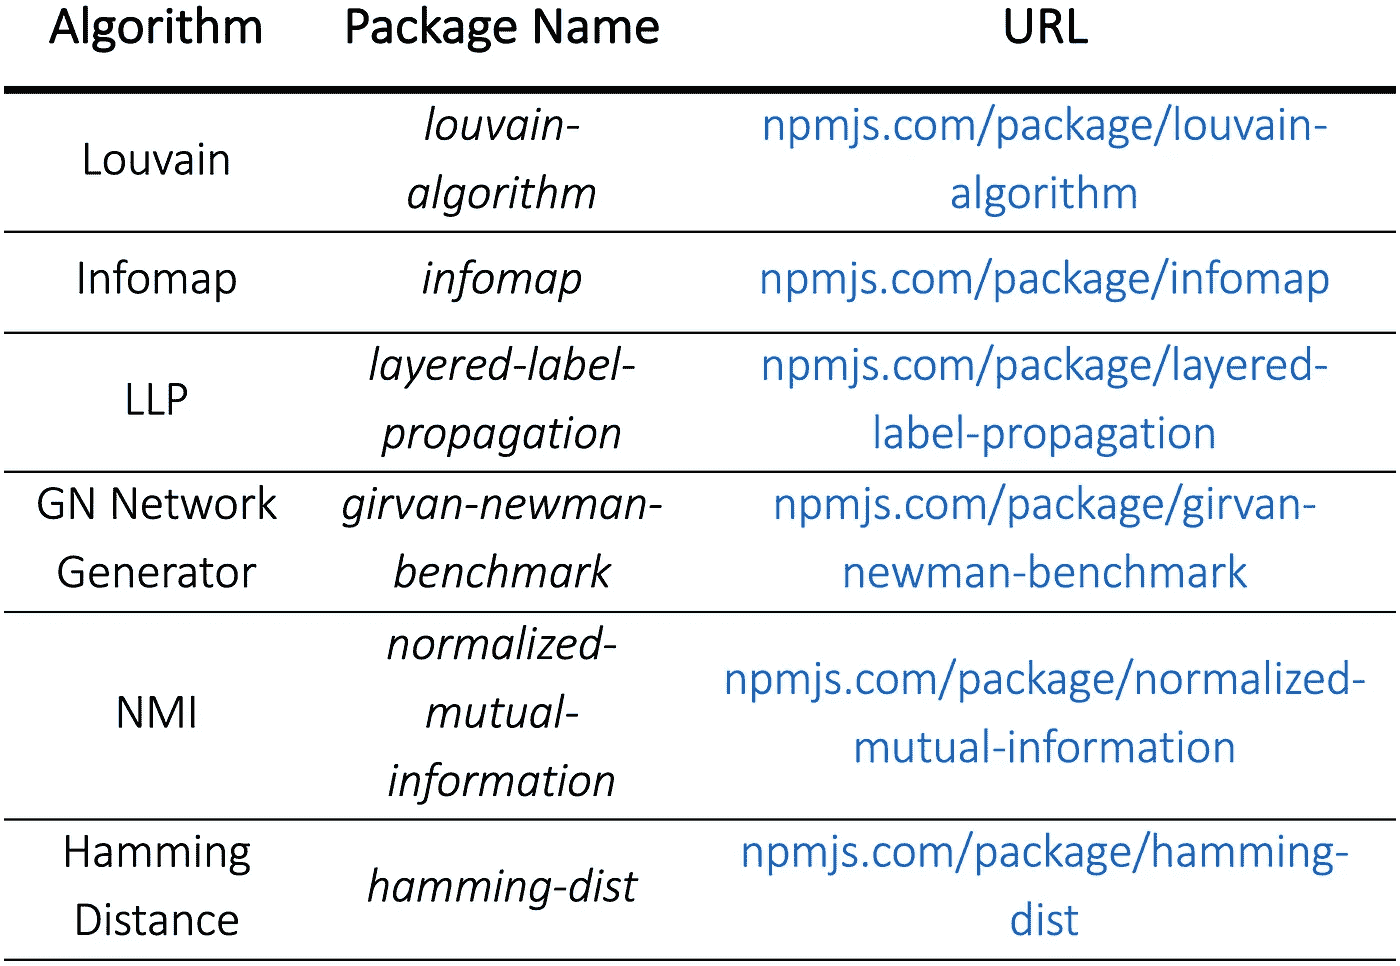 Algorithm Package Name URL
Louvain
louvain-
algorithm
npmjs.com/package/louvain-
algorithm
Infomap infomap npmjs.com/package/infomap
LLP
layered-label-
propagation
npmjs.com/package/layered-
label-propagation
GN Network
Generator
girvan-newman-
benchmark
npmjs.com/package/girvan-
newman-benchmark
NMI
normalized-
mutual-
information
npmjs.com/package/normalized-
mutual-information
Hamming
Distance
hamming-dist
npmjs.com/package/hamming-
dist